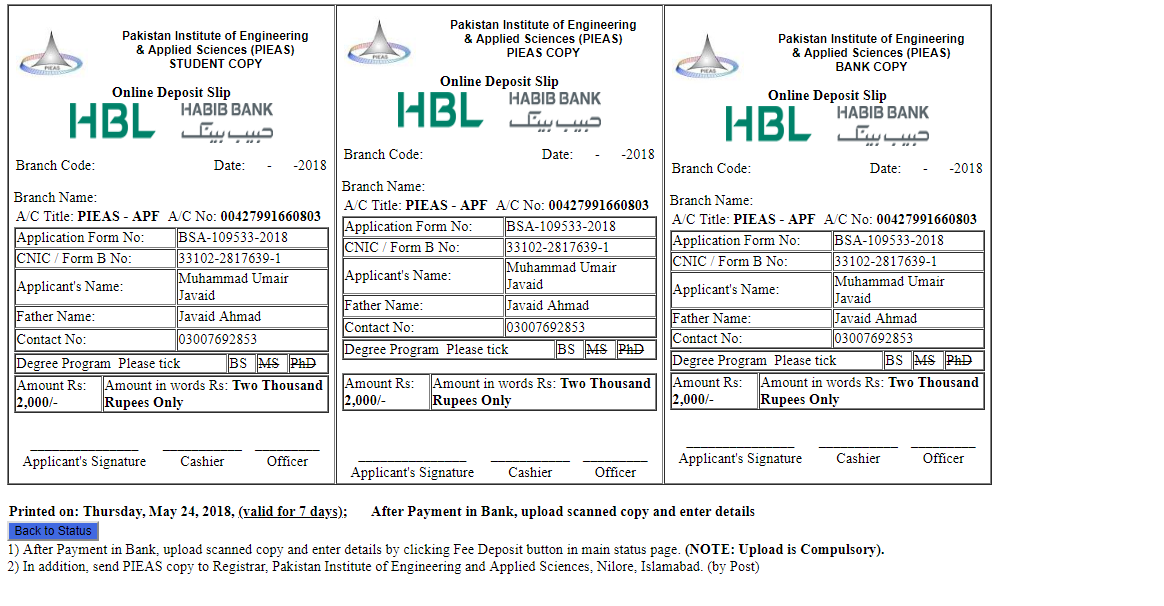 PIEAS
Pakistan Institute of Engineering
& Applied Sciences (PIEAS)
STUDENT COPY
Online Deposit Slip
HBL HABIB BANK
حبیب بینک
Branch Code: Date: - -2018
Branch Name:
A/C Title: PIEAS - APF A/C No: 00427991660803
Application Form No: BSA-109533-2018
CNIC / Form B No: 33102-2817639-1
Applicant's Name: Muhammad Umair
Javaid
Father Name: Javaid Ahmad
Contact No: 03007692853
Degree Program Please tick BS MS PhD
Amount Rs: Amount in words Rs: Two Thousand
2,000/- Rupees Only
Applicant's Signature Cashier Officer
PIEAS
Pakistan Institute of Engineering
& Applied Sciences (PIEAS)
PIEAS COPY
Online Deposit Slip
HBL HABIB BANK
حبیب بینک
Branch Code: Date: - -2018
Branch Name:
A/C Title: PIEAS - APF A/C No: 00427991660803
Application Form No: BSA-109533-2018
CNIC / Form B No: 33102-2817639-1
Applicant's Name: Muhammad Umair
Javaid
Father Name: Javaid Ahmad
Contact No: 03007692853
Degree Program Please tick BS MS PhD
Amount Rs: Amount in words Rs: Two Thousand
2,000/- Rupees Only
Applicant's Signature Cashier Officer
PIEAS
Pakistan Institute of Engineering
& Applied Sciences (PIEAS)
BANK COPY
Online Deposit Slip
HBL HABIB BANK
حبیب بینک
Branch Code: Date: - -2018
Branch Name:
A/C Title: PIEAS - APF A/C No: 00427991660803
Application Form No: BSA-109533-2018
CNIC / Form B No: 33102-2817639-1
Applicant's Name: Muhammad Umair
Javaid
Father Name: Javaid Ahmad
Contact No: 03007692853
Degree Program Please tick BS MS PhD
Amount Rs: Amount in words Rs: Two Thousand
2,000/- Rupees Only
Applicant's Signature Cashier Officer
Printed on: Thursday, May 24, 2018, (valid for 7 days); After Payment in Bank, upload scanned copy and enter details
Back to Status
1) After Payment in Bank, upload scanned copy and enter details by clicking Fee Deposit button in main status page. (NOTE: Upload is Compulsory).
2) In addition, send PIEAS copy to Registrar, Pakistan Institute of Engineering and Applied Sciences, Nilore, Islamabad. (by Post)